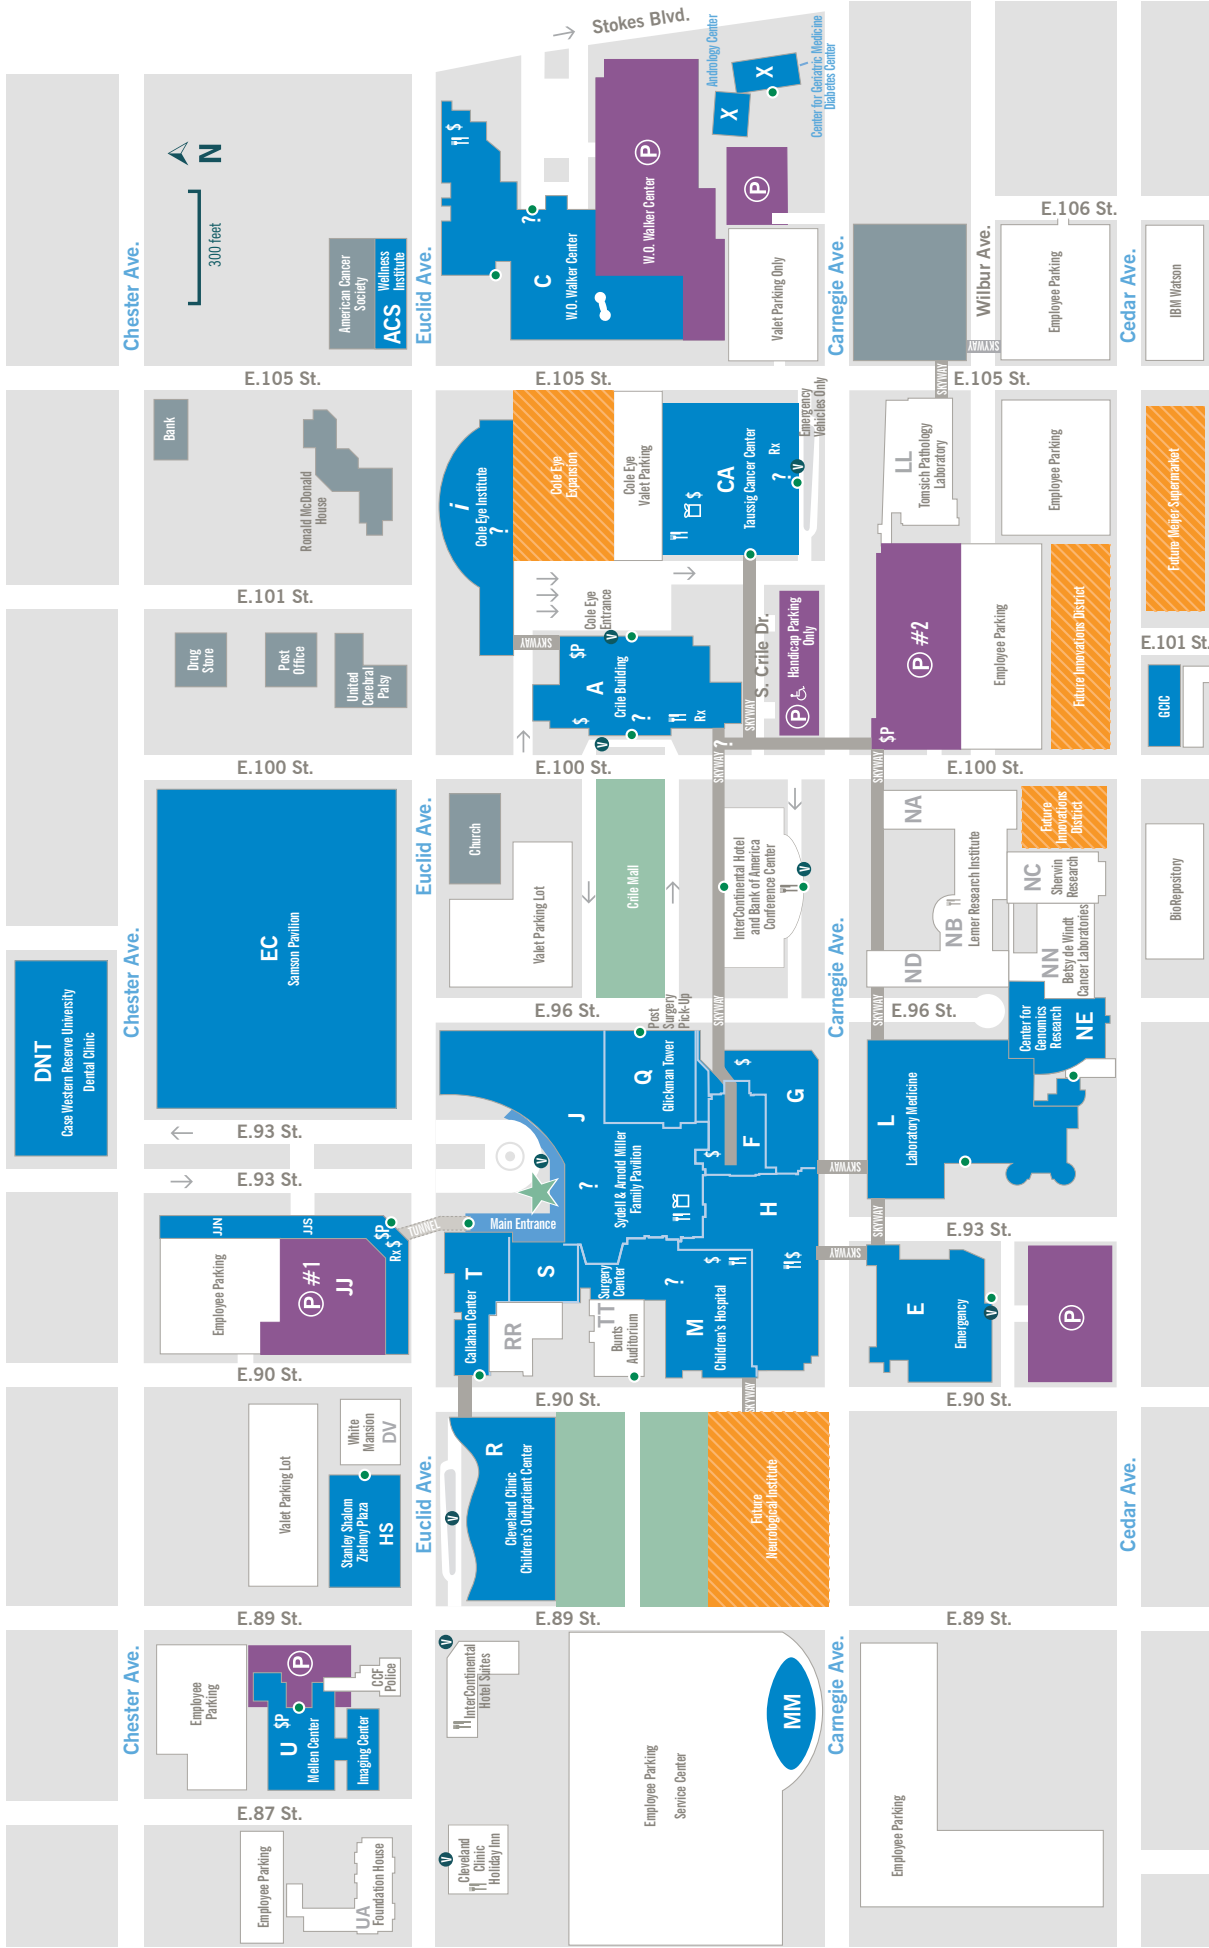 Stokes Blvd.
Andrology Center
Center for Geriatric Medicine
Diabetes Center
X
X
P
W.O. Walker Center
P
$
?
C
W.O. Walker Center
Valet Parking Only
N
300 feet
American Cancer
Society
ACS
Wellness
Institute
Chester Ave.
Euclid Ave.
Carnegie Ave.
Wilbur Ave.
Cedar Ave.
E.106 St.
Employee Parking
IBM Watson
SKYWAY
SKYWAY
E.105 St.
E.105 St.
E.105 St.
Bank
Ronald McDonald
House
i
Cole Eye Institute
?
Cole Eye
Expansion
Cole Eye
Valet Parking
CA
Taussig Cancer Center
$
?
Rx
V
Emergency
Vehicles Only
LL
Tomsich Pathology
Laboratory
Employee Parking
Future Meijer Supermarket
E.101 St.
E.101 St.
Drug
Store
Post
Office
United
Cerebral
Palsy
Cole Eye
Entrance
SKYWAY
V
$P
A
Crile Building
$
?
Rx
V
SKYWAY
S. Crile Dr.
P
Handicap Parking
Only
P #2
$P
Employee Parking
Future Innovations District
GCIC
E.100 St.
E.100 St.
E.100 St.
SKYWAY
?
SKYWAY
EC
Samson Pavilion
Euclid Ave.
Church
Valet Parking Lot
Crile Mall
InterContinental Hotel
and Bank of America
Conference Center
V
Carnegie Ave.
NA
NB
Lerner Research Institute
ND
NC
Sherwin
Research
NN
Betsy de Windt
Cancer Laboratories
Future
Innovations
District
BioRepository
DNT
Case Western Reserve University
Dental Clinic
Chester Ave.
E.96 St.
E.96 St.
Post
Surgery
Pick-Up
SKYWAY
SKYWAY
E.93 St.
E.93 St.
E.93 St.
J
Sydell & Arnold Miller
Family Pavilion
?
Q
Glickman Tower
V
Main Entrance
$
F
$
G
H
$
L
Laboratory Medicine
Center for
Genomics
Research
NE
SKYWAY
SKYWAY
SKYWAY
JJN
JJS
$P
Rx $
TUNNEL
Employee Parking
P #1
JJ
T
Callahan Center
S
RR
Surgery
Center
TT
Bunts
Auditorium
?
$
M
Children's Hospital
E
Emergency
V
P
E.90 St.
E.90 St.
E.90 St.
SKYWAY
Valet Parking Lot
White
Mansion
DV
Stanley Shalom
Zielony Plaza
HS
Euclid Ave.
V
R
Cleveland Clinic
Children's Outpatient Center
Future
Neurological Institute
Cedar Ave.
E.89 St.
E.89 St.
E.89 St.
Chester Ave.
Employee
Parking
P
CCF
Police
$P
U
Mellen Center
Imaging Center
V
InterContinental
Hotel Suites
MM
Carnegie Ave.
Employee Parking
Service Center
Employee Parking
E.87 St.
Employee Parking
UA
Foundation House
V
Cleveland
Clinic
Holiday Inn